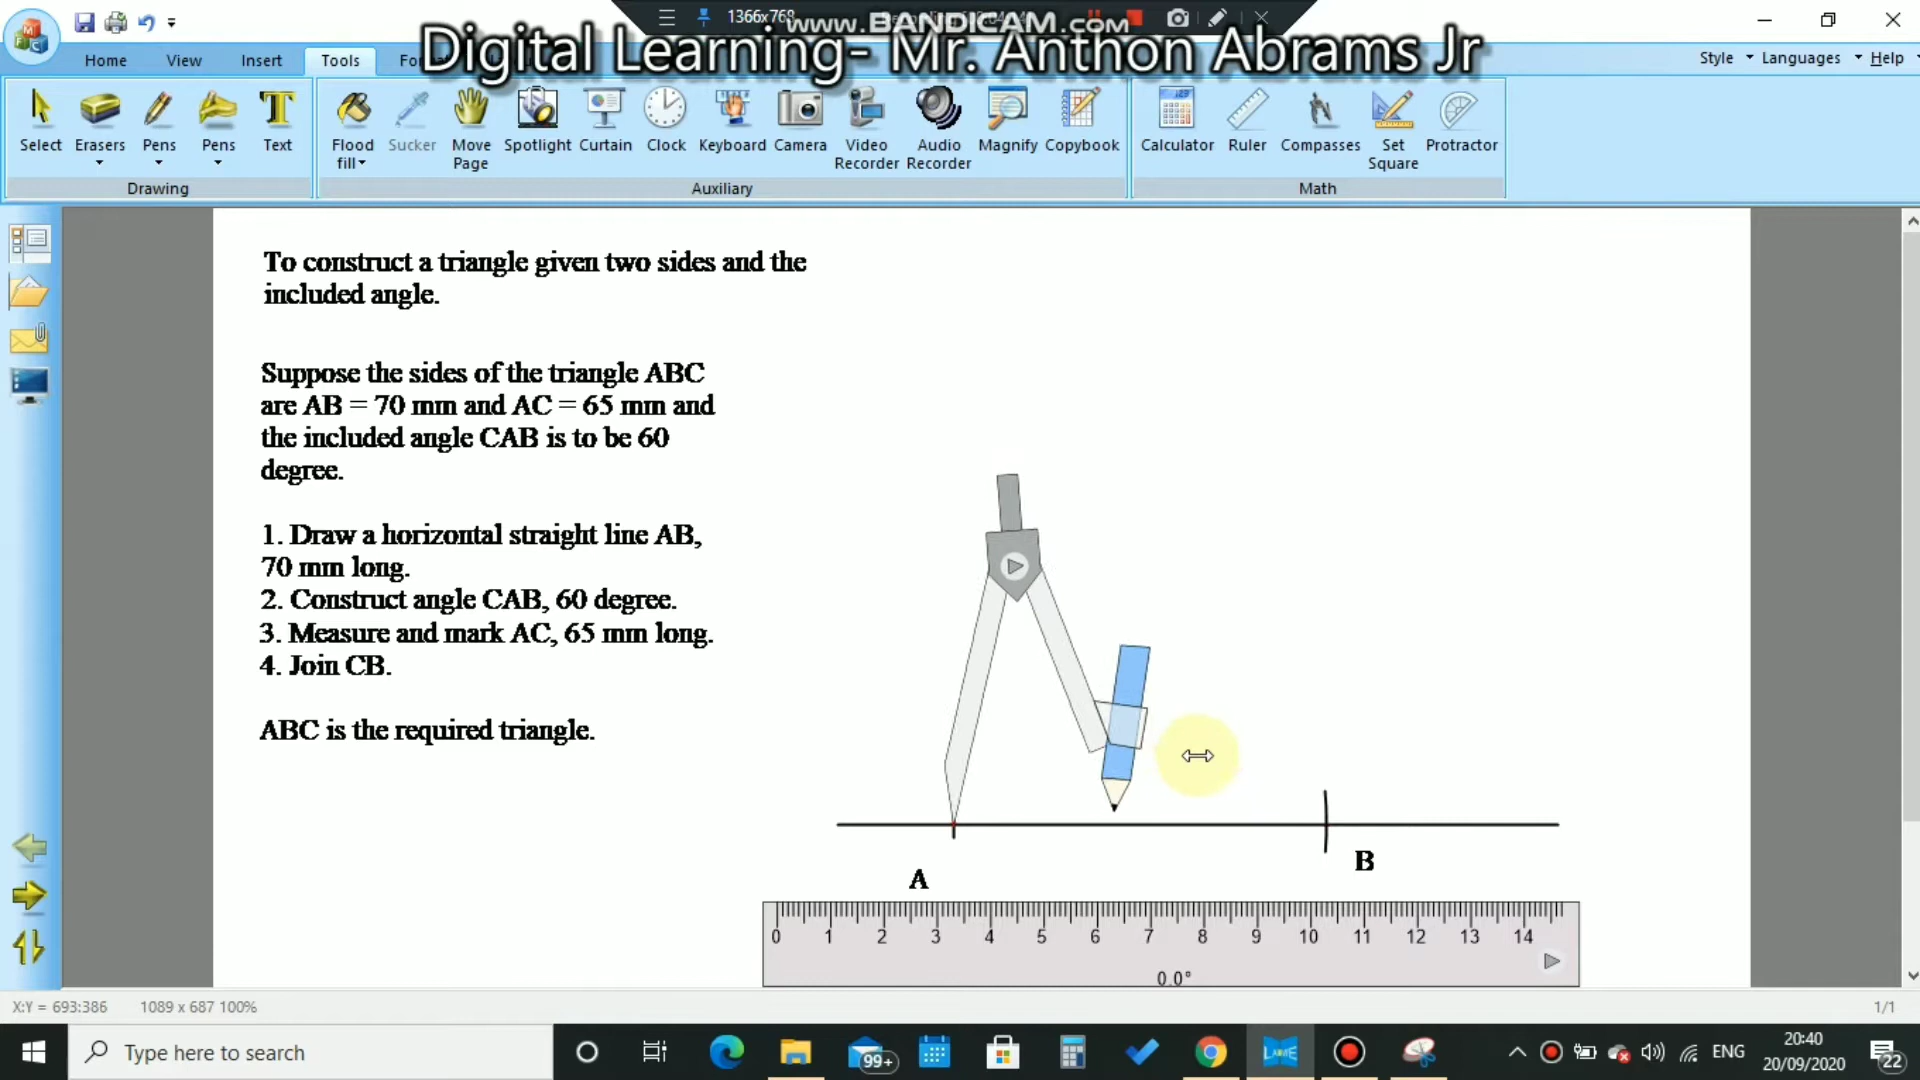 1366x768
www.BANDICAM.com
Digital Learning- Mr. Anthon Abrams Jr
Home View Insert Tools
Style Languages Help
Select Erasers Pens Pens Text
Flood fill Sucker Move Page Spotlight Curtain Clock Keyboard Camera Video Recorder Audio Recorder Magnify Copybook
Calculator Ruler Compasses Set Square Protractor
Drawing Auxiliary Math
To construct a triangle given two sides and the
included angle.
Suppose the sides of the triangle ABC
are AB = 70 mm and AC = 65 mm and
the included angle CAB is to be 60
degree.
1. Draw a horizontal straight line AB,
70 mm long.
2. Construct angle CAB, 60 degree.
3. Measure and mark AC, 65 mm long.
4. Join CB.
ABC is the required triangle.
A
B
0 1 2 3 4 5 6 7 8 9 10 11 12 13 14
0.0°
X:Y = 693:386 1089 x 687 100% 1/1
Type here to search
99+
ENG
20:40
20/09/2020
22